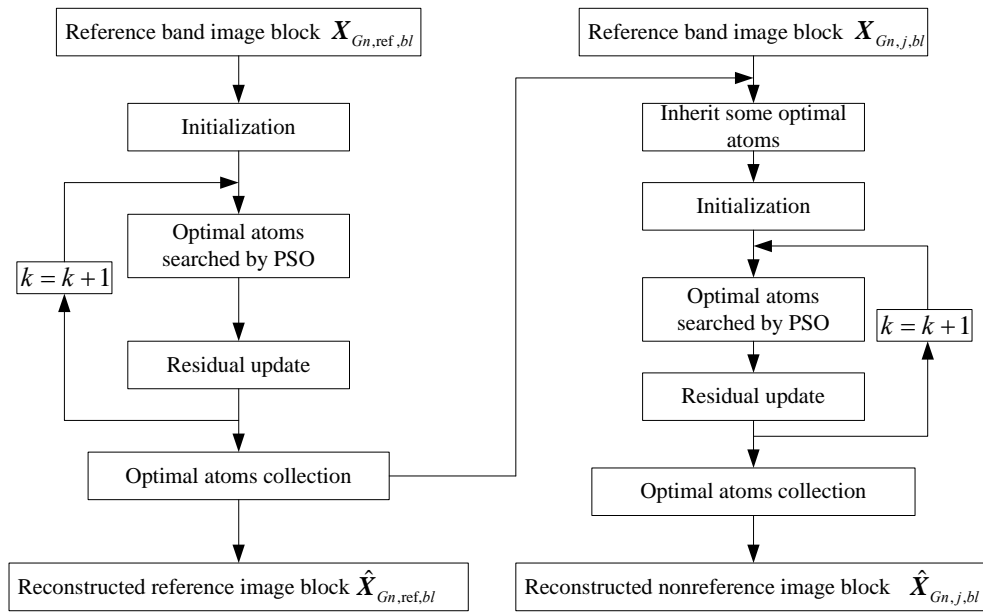 Reference band image block X_{Gn,ref,bl}
Initialization
Optimal atoms
searched by PSO
k = k + 1
Residual update
Optimal atoms collection
Reconstructed reference image block X̂_{Gn,ref,bl}
Reference band image block X_{Gn,j,bl}
Inherit some optimal
atoms
Initialization
Optimal atoms
searched by PSO
k = k + 1
Residual update
Optimal atoms collection
Reconstructed nonreference image block X̂_{Gn,j,bl}